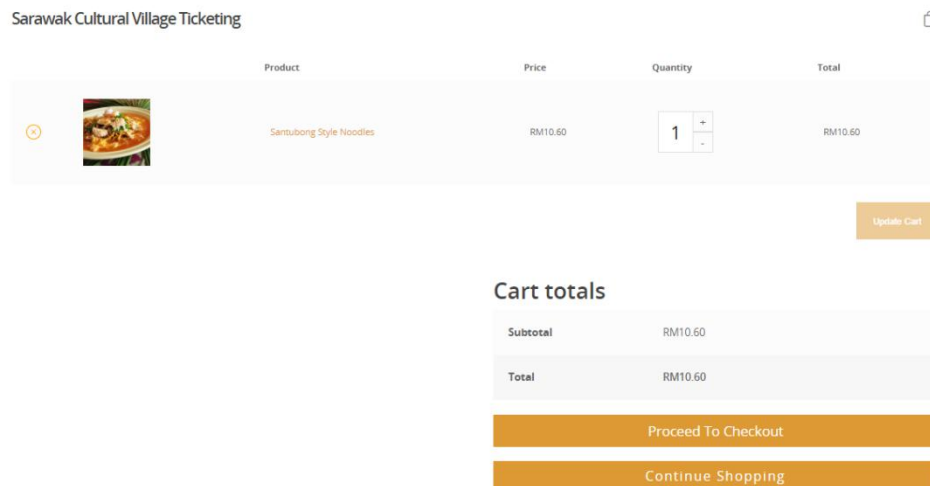 Sarawak Cultural Village Ticketing
Product Price Quantity Total
Santubong Style Noodles RM10.60 1 + - RM10.60
Update Cart
Cart totals
Subtotal RM10.60
Total RM10.60
Proceed To Checkout
Continue Shopping